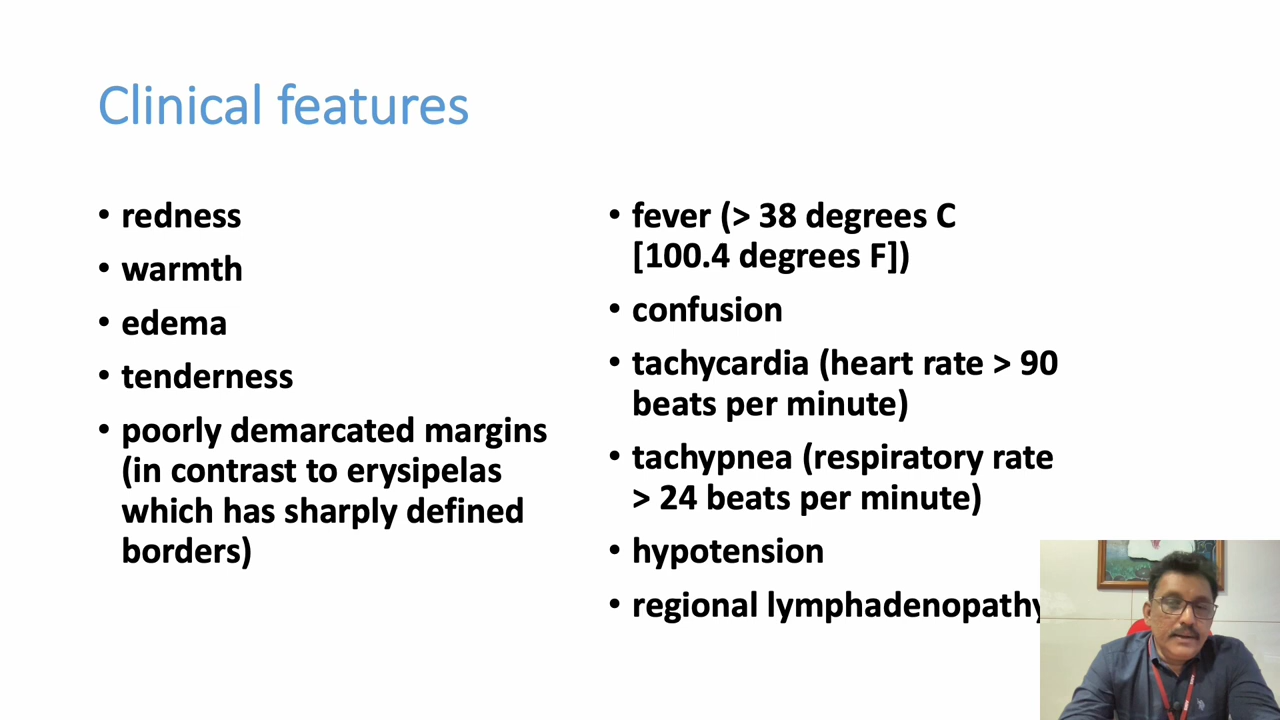 Clinical features
• redness
• warmth
• edema
• tenderness
• poorly demarcated margins
(in contrast to erysipelas
which has sharply defined
borders)
• fever (> 38 degrees C
[100.4 degrees F])
• confusion
• tachycardia (heart rate > 90
beats per minute)
• tachypnea (respiratory rate
> 24 beats per minute)
• hypotension
• regional lymphadenopathy